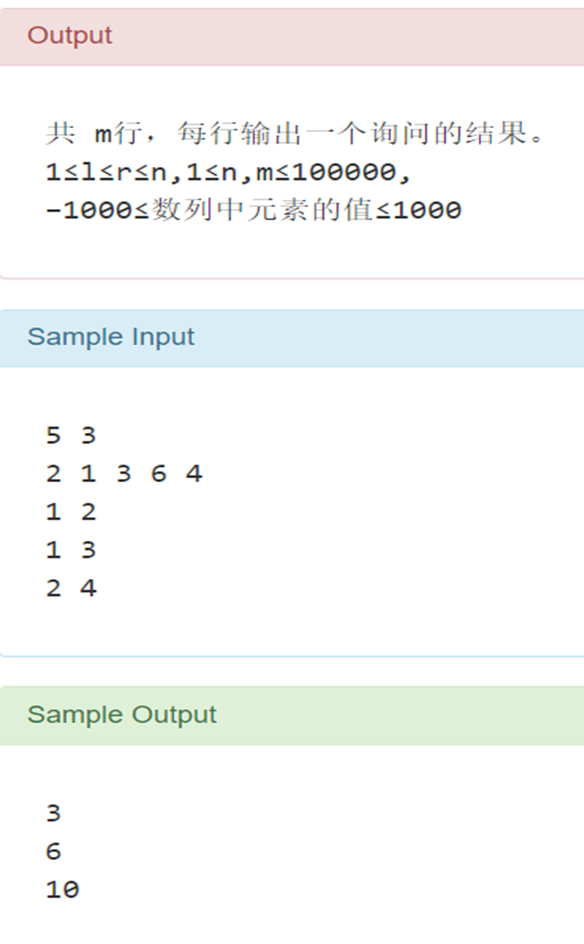 Output
共 m行，每行输出一个询问的结果。
1≤l≤r≤n,1≤n,m≤100000,
-1000≤数列中元素的值≤1000
Sample Input
5 3
2 1 3 6 4
1 2
1 3
2 4
Sample Output
3
6
10